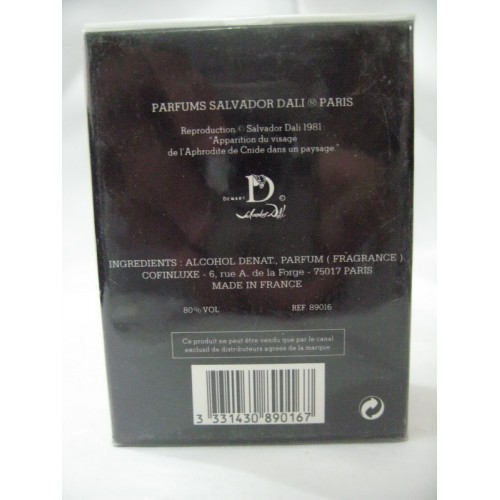 PARFUMS SALVADOR DALI ® PARIS
Reproduction © Salvador Dali 1981
"Apparition du visage
de l'Aphrodite de Cnide dans un paysage."
D
DEMART ©
Salvador Dalí
INGREDIENTS : ALCOHOL DENAT., PARFUM ( FRAGRANCE )
COFINLUXE - 6, rue A. de la Forge - 75017 PARIS
MADE IN FRANCE
80% VOL REF. 89016
Ce produit ne peut être vendu que par le canal
exclusif de distributeurs agréés de la marque
3 331430 890167